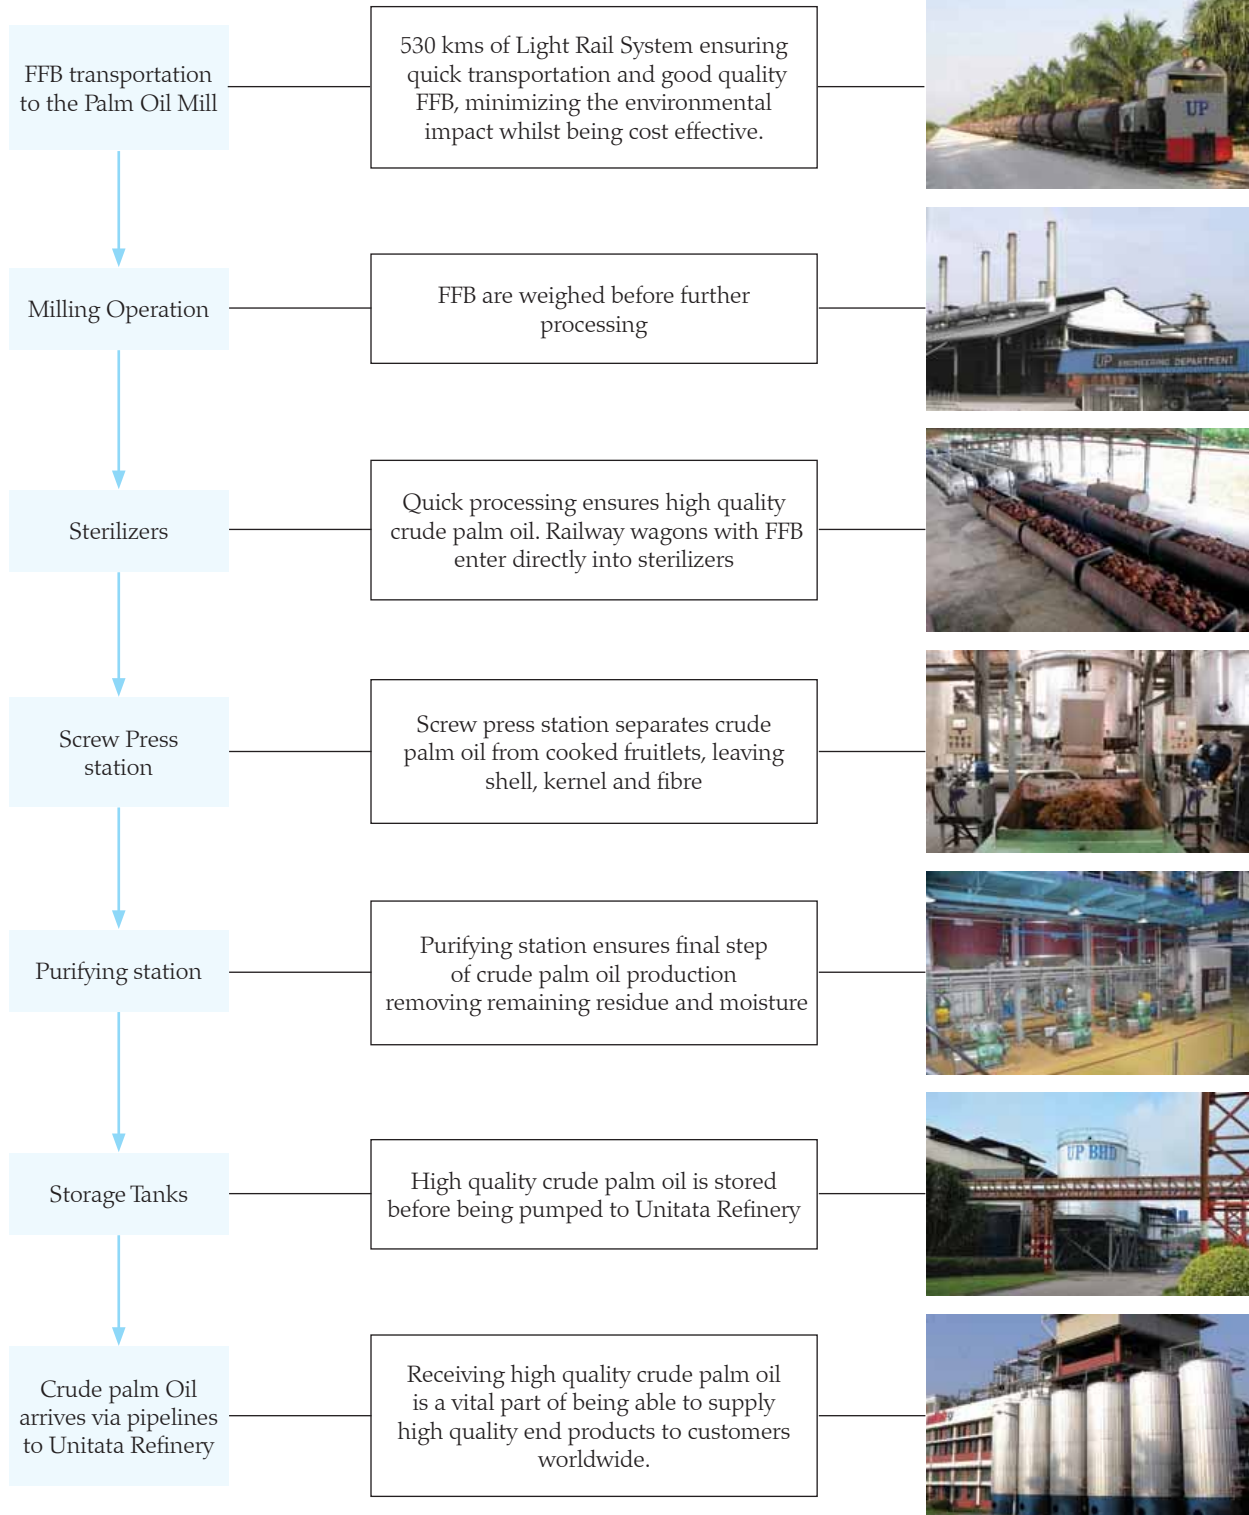 FFB transportation
to the Palm Oil Mill
530 kms of Light Rail System ensuring
quick transportation and good quality
FFB, minimizing the environmental
impact whilst being cost effective.
UP
Milling Operation
FFB are weighed before further
processing
UP ENGINEERING DEPARTMENT
Sterilizers
Quick processing ensures high quality
crude palm oil. Railway wagons with FFB
enter directly into sterilizers
Screw Press
station
Screw press station separates crude
palm oil from cooked fruitlets, leaving
shell, kernel and fibre
Purifying station
Purifying station ensures final step
of crude palm oil production
removing remaining residue and moisture
Storage Tanks
High quality crude palm oil is stored
before being pumped to Unitata Refinery
UP BHD
Crude palm Oil
arrives via pipelines
to Unitata Refinery
Receiving high quality crude palm oil
is a vital part of being able to supply
high quality end products to customers
worldwide.